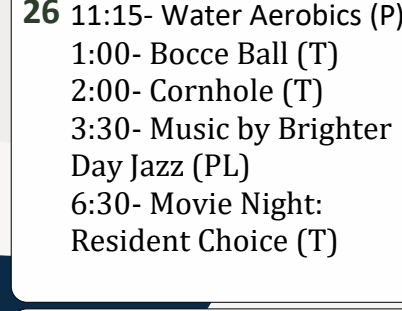 26 11:15- Water Aerobics (P)
1:00- Bocce Ball (T)
2:00- Cornhole (T)
3:30- Music by Brighter
Day Jazz (PL)
6:30- Movie Night:
Resident Choice (T)